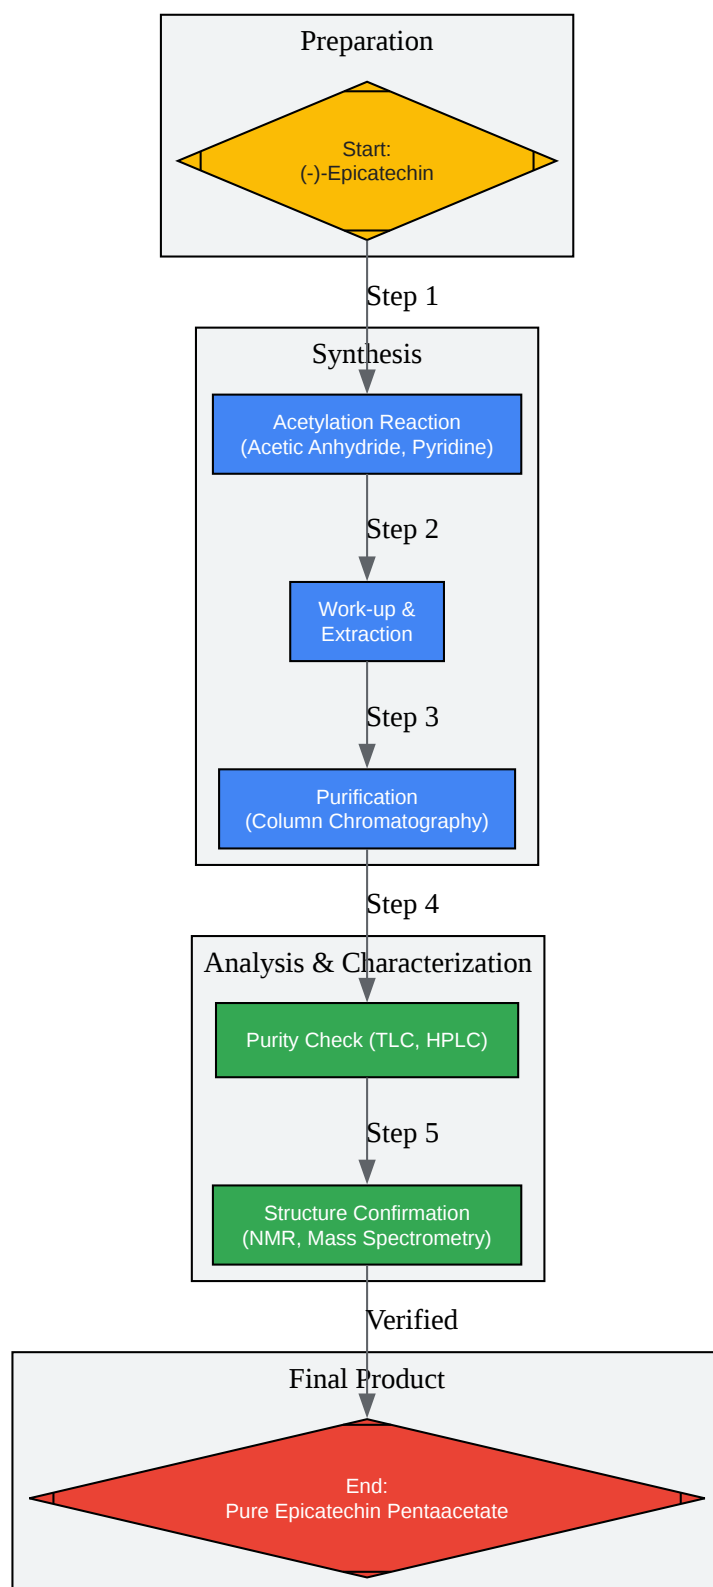 Preparation
Start:
(-)-Epicatechin
Step 1
Synthesis
Acetylation Reaction
(Acetic Anhydride, Pyridine)
Step 2
Work-up &
Extraction
Step 3
Purification
(Column Chromatography)
Step 4
Analysis & Characterization
Purity Check (TLC, HPLC)
Step 5
Structure Confirmation
(NMR, Mass Spectrometry)
Verified
Final Product
End:
Pure Epicatechin Pentaacetate